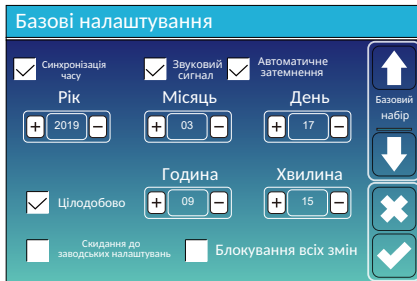 Базові налаштування
Синхронізація
часу
Звуковий
сигнал
Автоматичне
затемнення
Рік
Місяць
День
+ 2019 −
+ 03 −
+ 17 −
Базовий
набір
Година
Хвилина
Цілодобово
+ 09 −
+ 15 −
Скидання до
заводських налаштувань
Блокування всіх змін